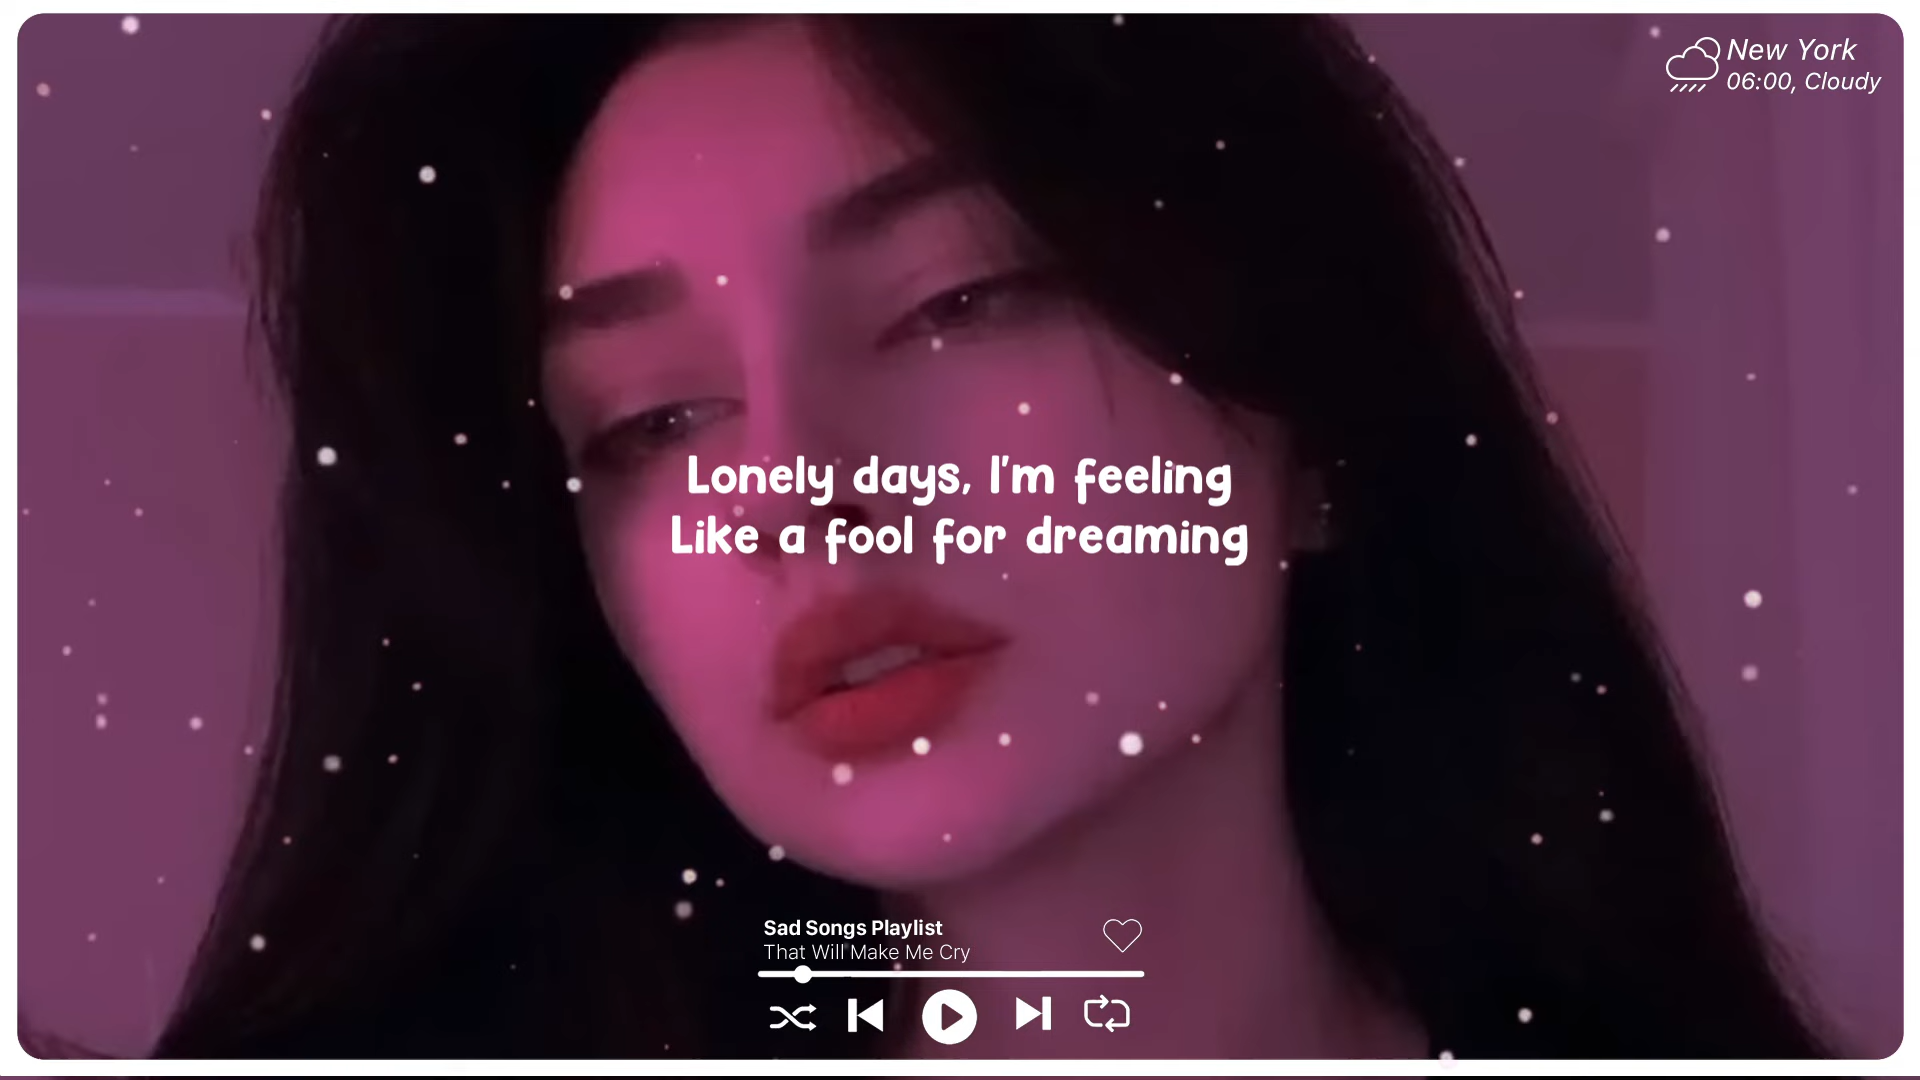 New York
06:00, Cloudy
Lonely days, I'm feeling
Like a fool for dreaming
Sad Songs Playlist
That Will Make Me Cry